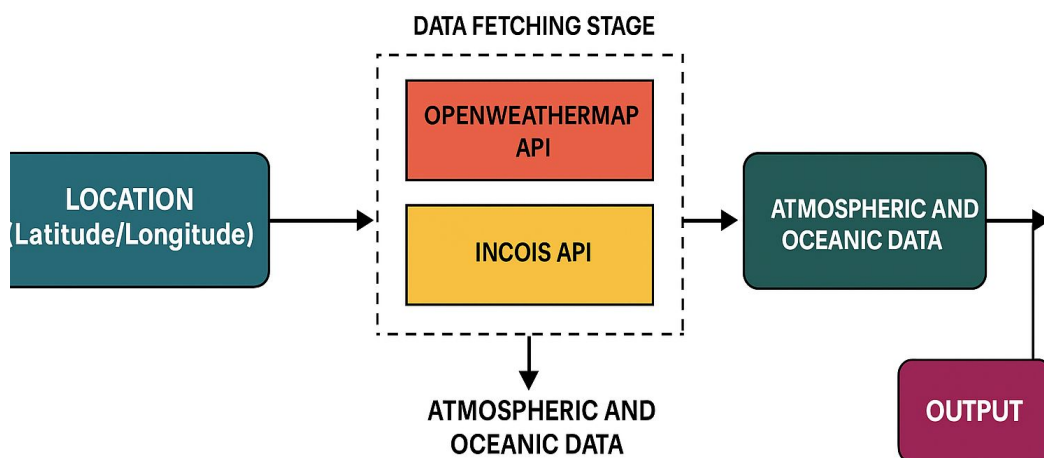 DATA FETCHING STAGE
OPENWEATHERMAP
API
LOCATION
(Latitude/Longitude)
INCOIS API
ATMOSPHERIC AND
OCEANIC DATA
ATMOSPHERIC AND
OCEANIC DATA
OUTPUT